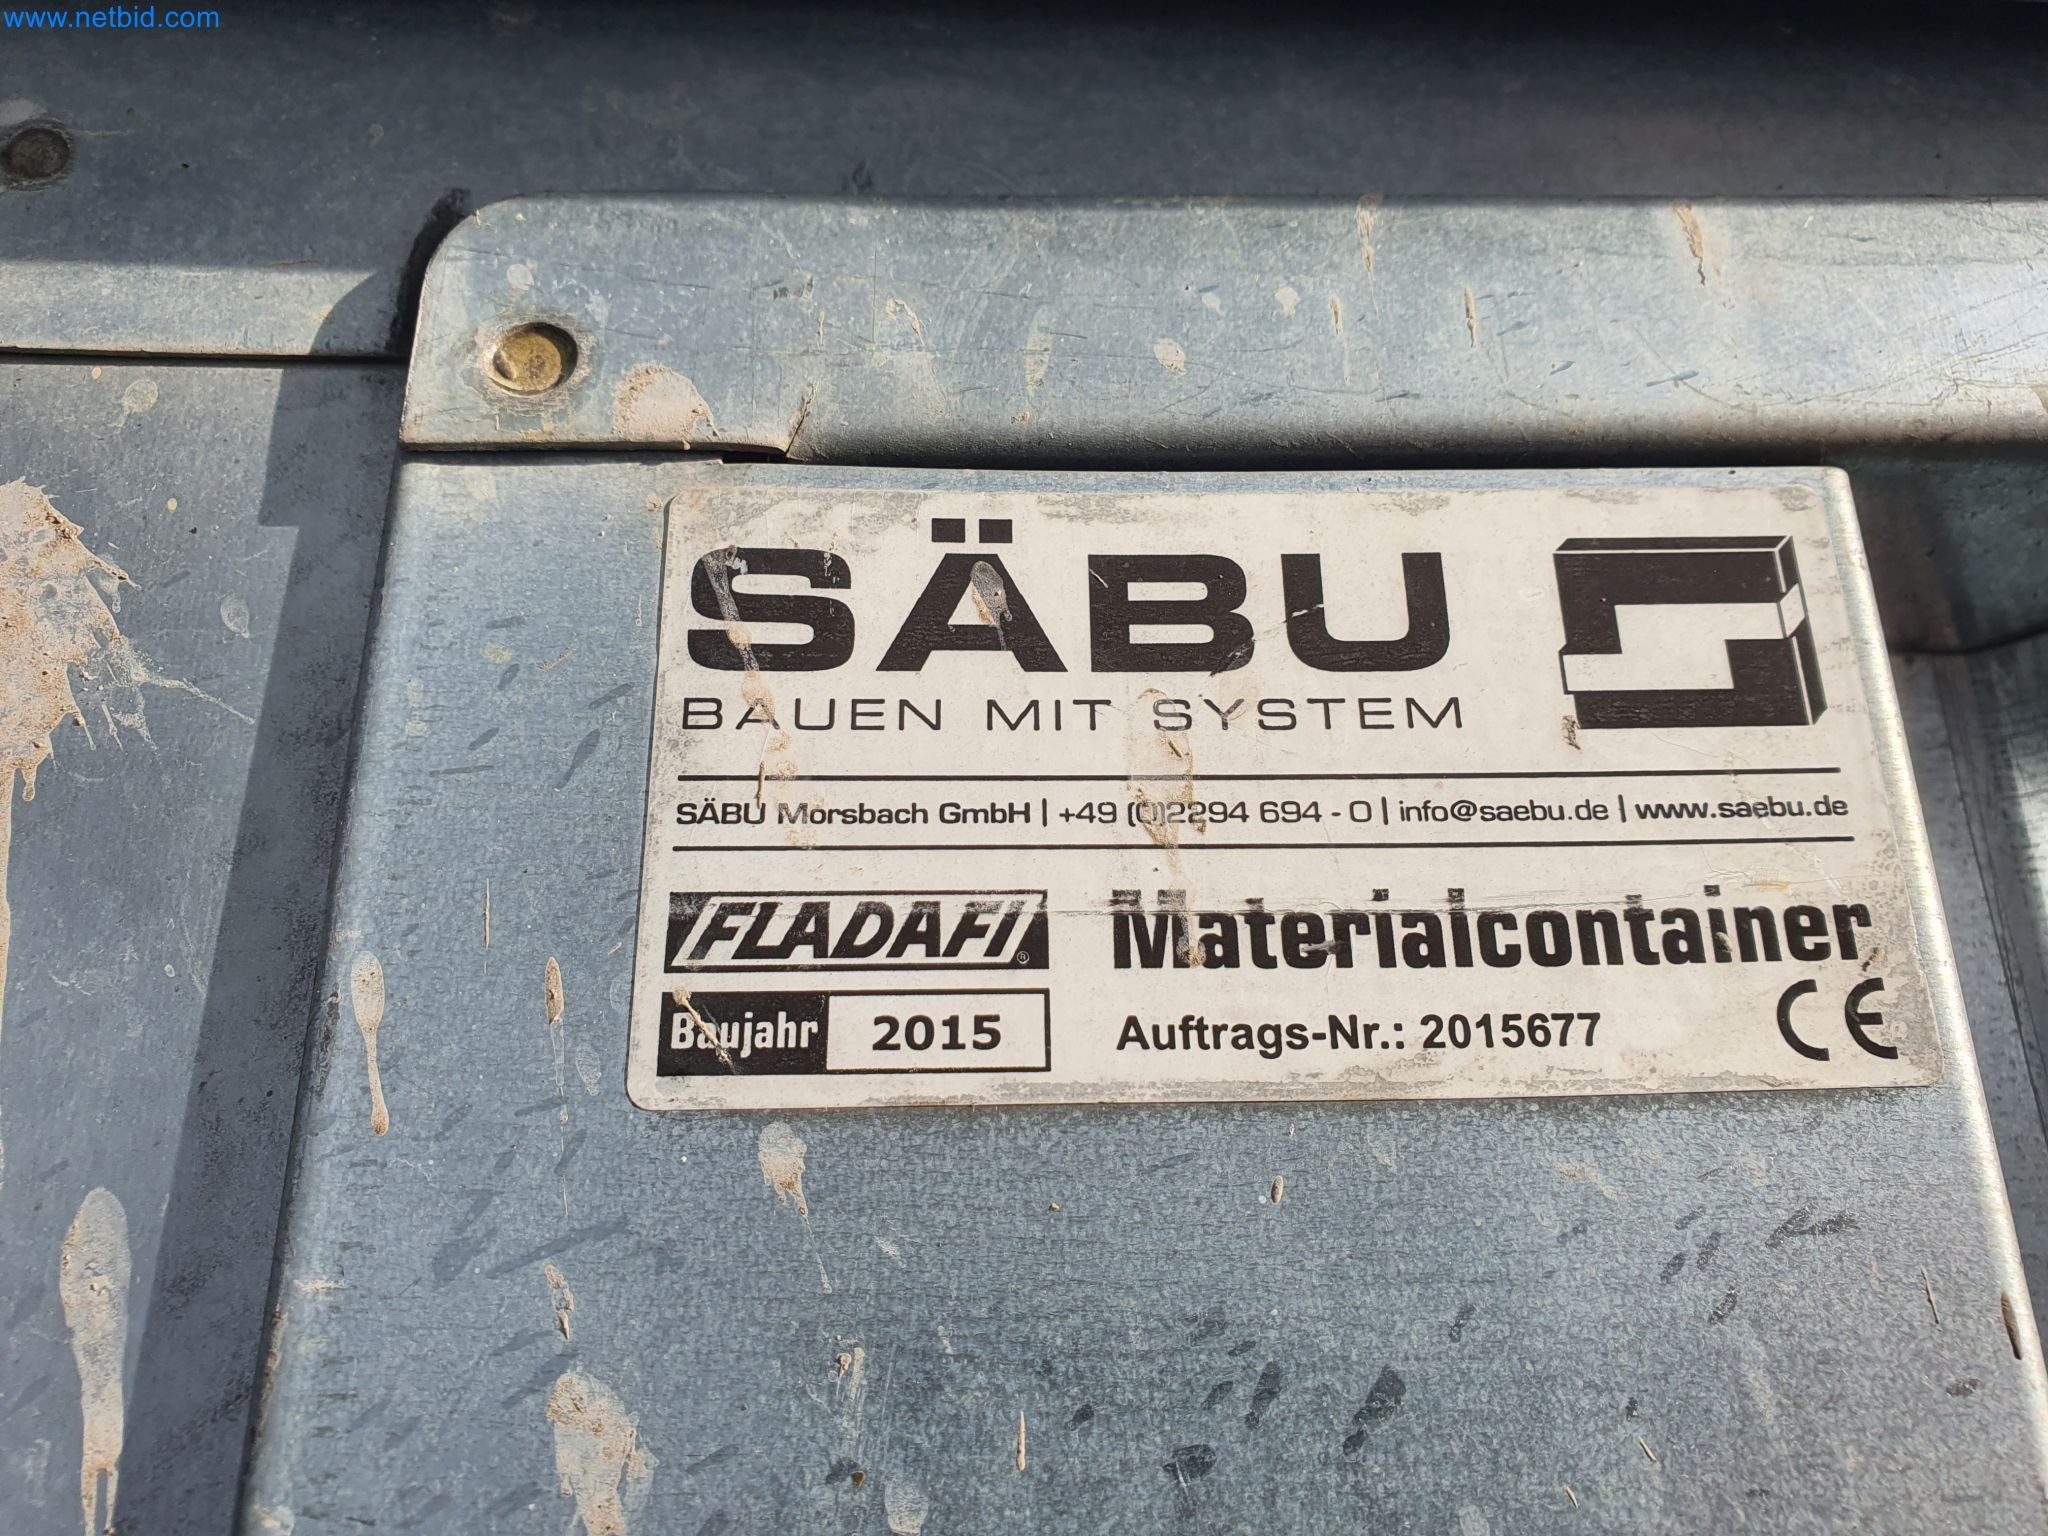 www.netbid.com
SÄBU
BAUEN MIT SYSTEM
SÄBU Morsbach GmbH | +49 (0)2294 694 - 0 | info@saebu.de | www.saebu.de
FLADAFI® Materialcontainer
Baujahr 2015 Auftrags-Nr.: 2015677 CE